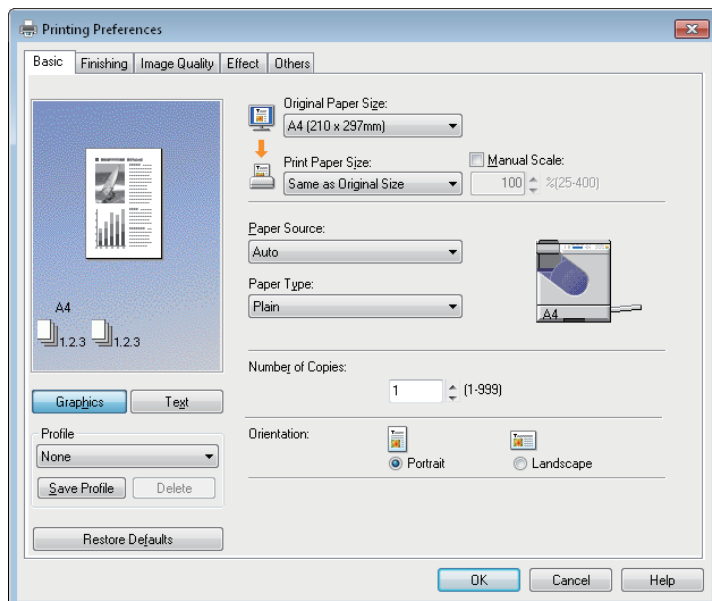 Printing Preferences
Basic Finishing Image Quality Effect Others
Original Paper Size:
A4 (210 x 297mm)
Print Paper Size:
Manual Scale:
Same as Original Size
100 %(25-400)
Paper Source:
Auto
Paper Type:
Plain
A4
A4
1.2.3 1.2.3
Number of Copies:
1 (1-999)
Graphics Text
Orientation:
Portrait Landscape
Profile
None
Save Profile Delete
Restore Defaults
OK Cancel Help